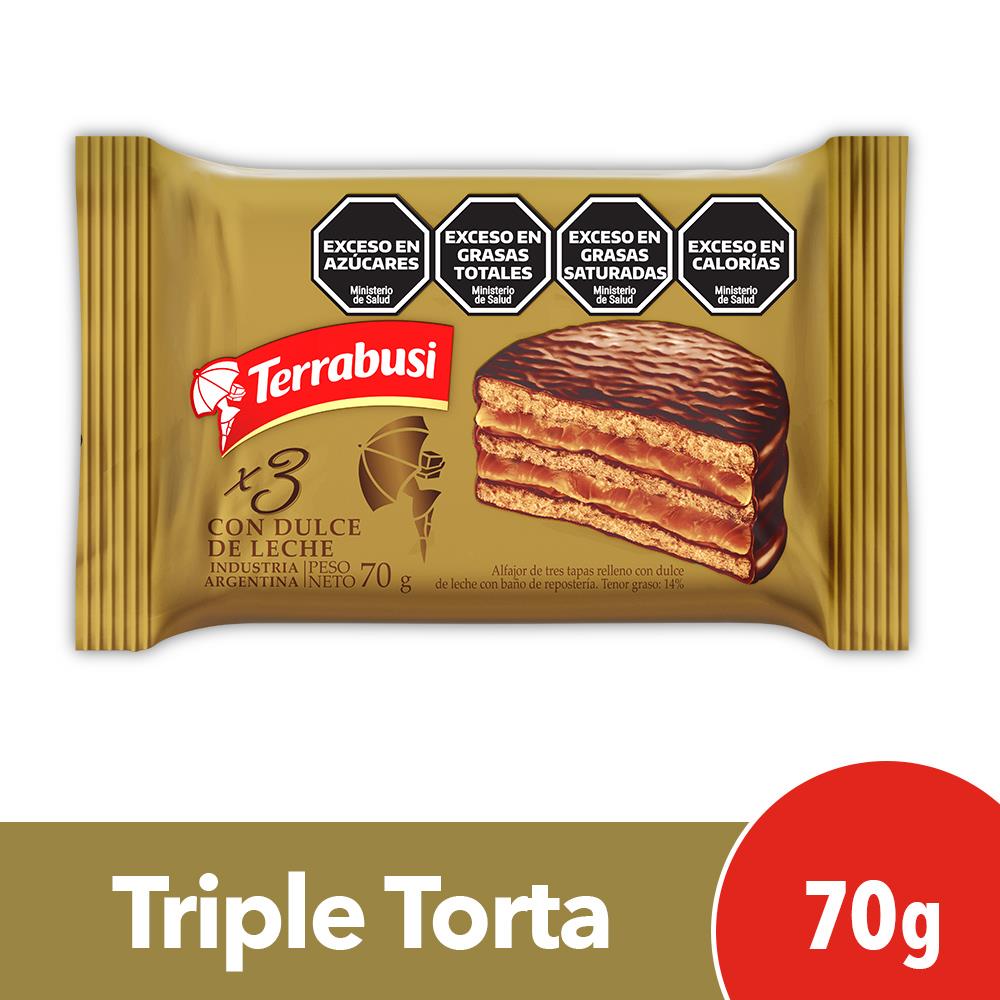 EXCESO EN
AZÚCARES
Ministerio
de Salud
EXCESO EN
GRASAS
TOTALES
Ministerio
de Salud
EXCESO EN
GRASAS
SATURADAS
Ministerio
de Salud
EXCESO EN
CALORÍAS
Ministerio
de Salud
Terrabusi
x3
CON DULCE
DE LECHE
INDUSTRIA
ARGENTINA
PESO
NETO 70 g
Alfajor de tres tapas relleno con dulce
de leche con baño de repostería. Tenor graso: 14%
Triple Torta
70g